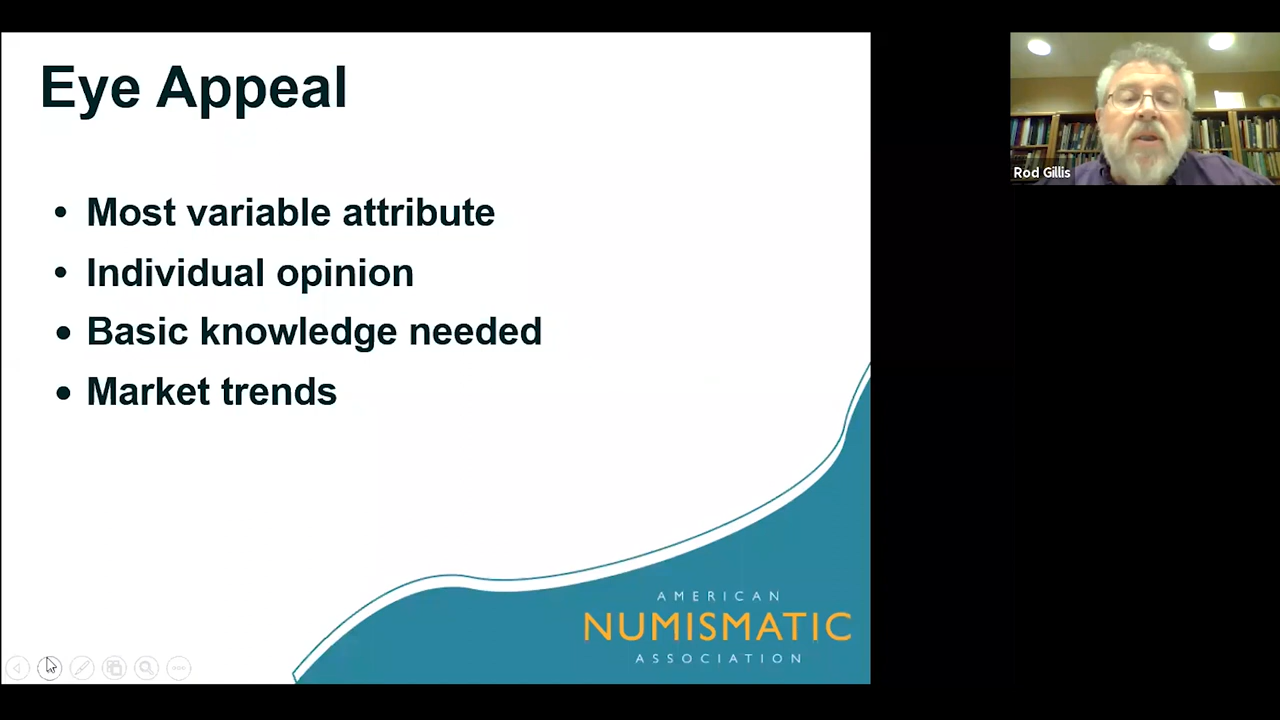 Eye Appeal
• Most variable attribute
• Individual opinion
• Basic knowledge needed
• Market trends
AMERICAN
NUMISMATIC
ASSOCIATION
Rod Gillis